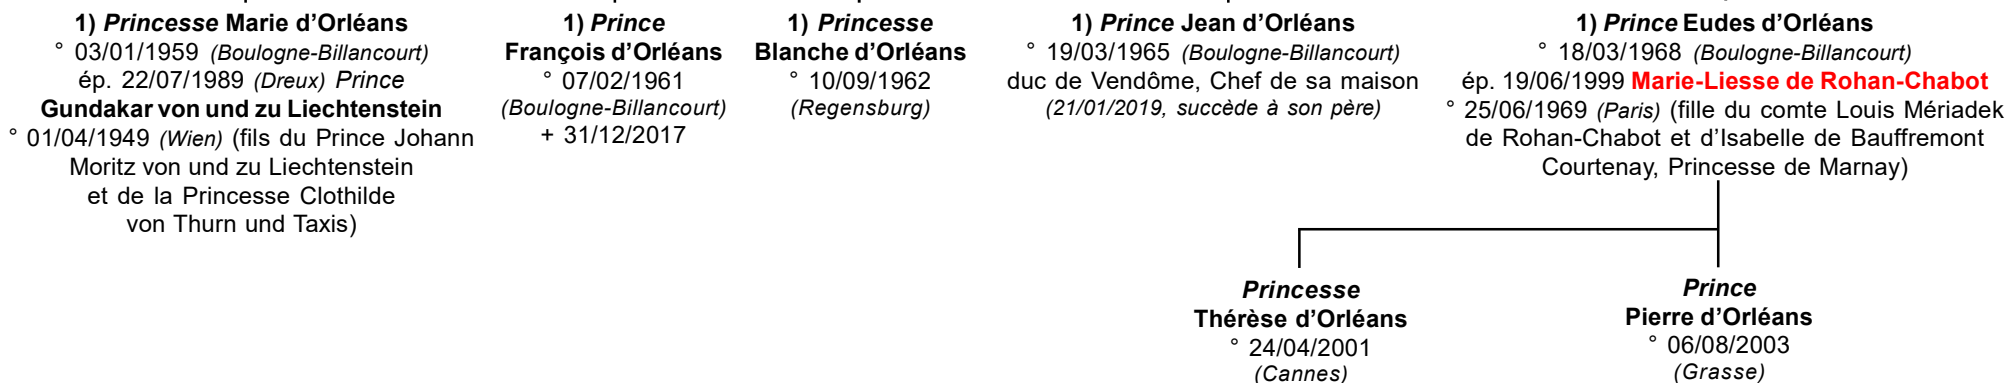 1) Princesse Marie d’Orléans
° 03/01/1959 (Boulogne-Billancourt)
ép. 22/07/1989 (Dreux) Prince
Gundakar von und zu Liechtenstein
° 01/04/1949 (Wien) (fils du Prince Johann
Moritz von und zu Liechtenstein
et de la Princesse Clothilde
von Thurn und Taxis)
1) Prince
François d’Orléans
° 07/02/1961
(Boulogne-Billancourt)
+ 31/12/2017
1) Princesse
Blanche d’Orléans
° 10/09/1962
(Regensburg)
1) Prince Jean d’Orléans
° 19/03/1965 (Boulogne-Billancourt)
duc de Vendôme, Chef de sa maison
(21/01/2019, succède à son père)
1) Prince Eudes d’Orléans
° 18/03/1968 (Boulogne-Billancourt)
ép. 19/06/1999 Marie-Liesse de Rohan-Chabot
° 25/06/1969 (Paris) (fille du comte Louis Mériadek
de Rohan-Chabot et d’Isabelle de Bauffremont
Courtenay, Princesse de Marnay)
Princesse
Thérèse d’Orléans
° 24/04/2001
(Cannes)
Prince
Pierre d’Orléans
° 06/08/2003
(Grasse)